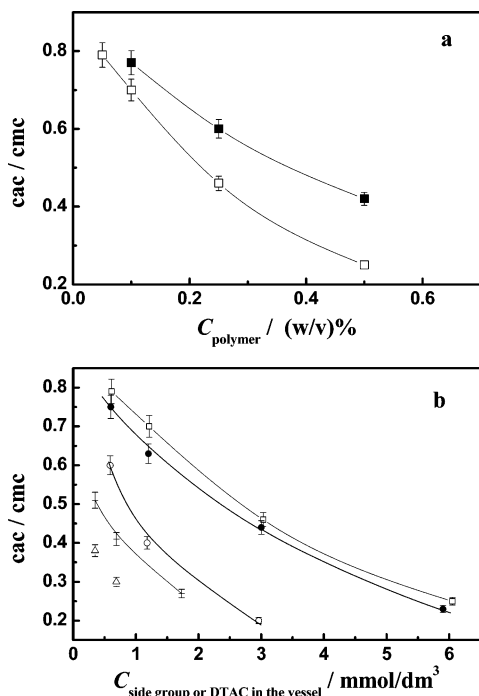 a
0.8
0.6
0.4
0.2
cac / cmc
0.0 0.2 0.4 0.6
C polymer / (w/v)%
b
0.8
0.7
0.6
0.5
0.4
0.3
0.2
cac / cmc
0 1 2 3 4 5 6
C side group or DTAC in the vessel / mmol/dm³